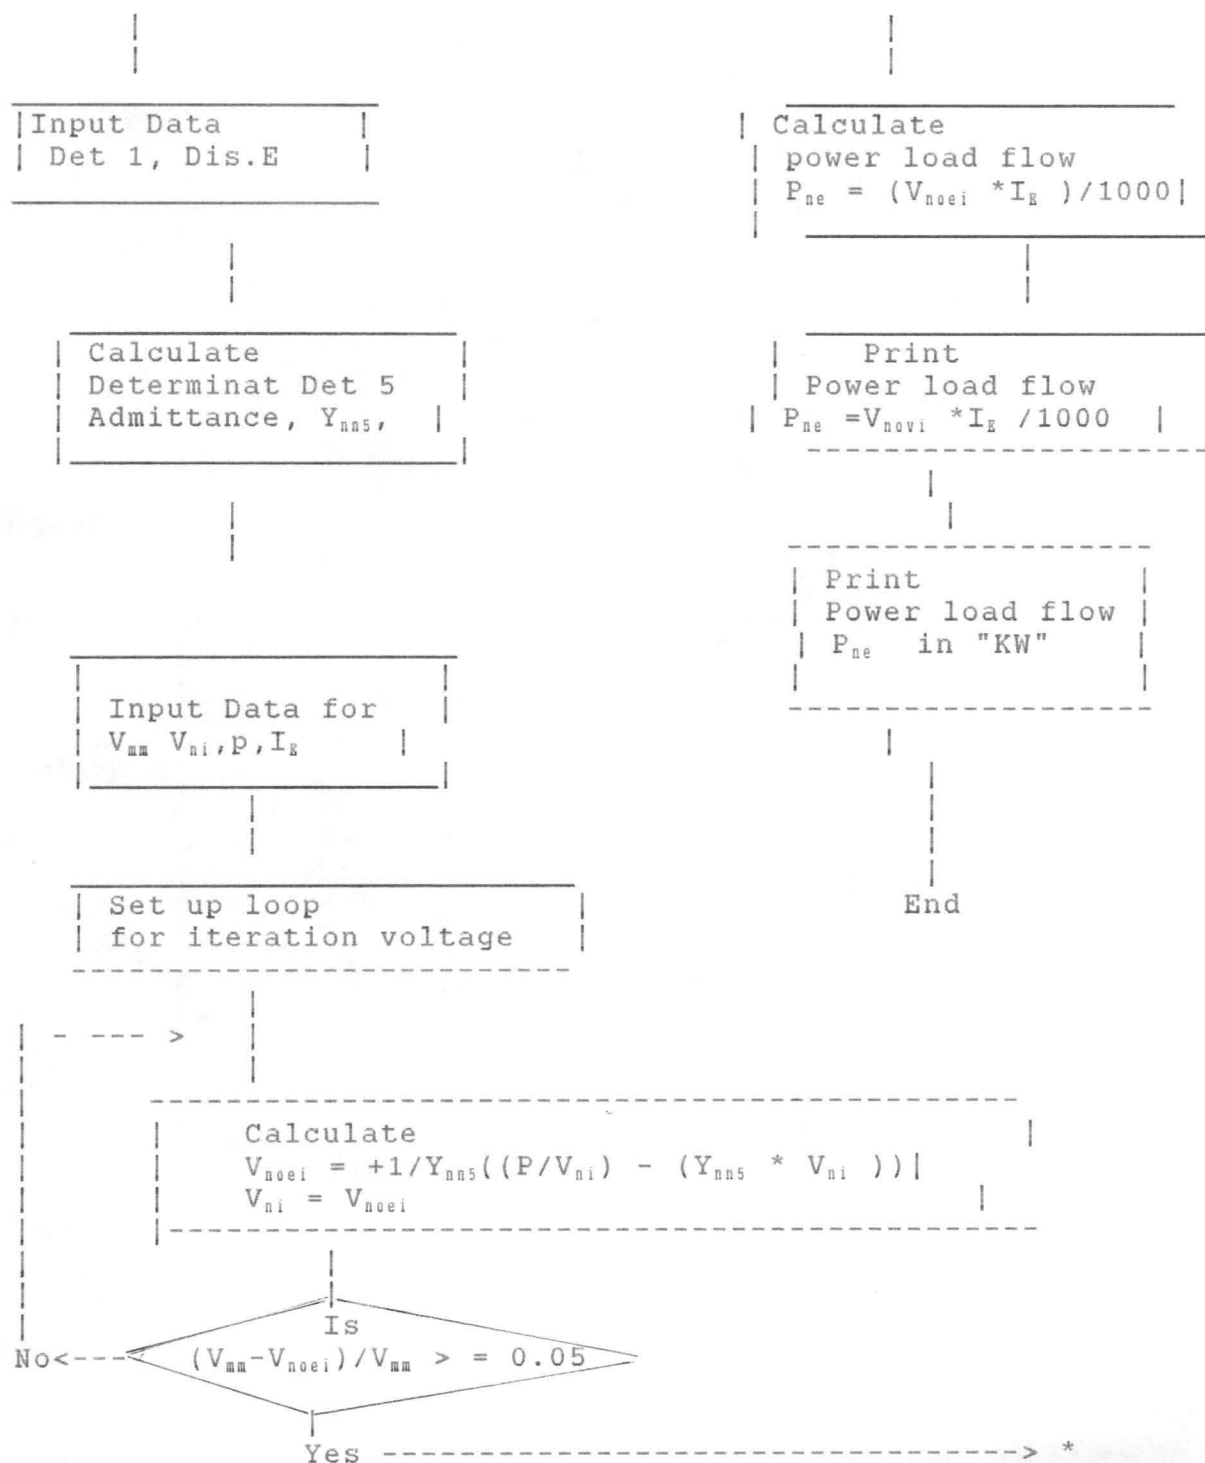 Input Data
Det 1, Dis.E
Calculate
Determinat Det 5
Admittance, Ynn5,
Input Data for
Vmm Vni,p,IE
Set up loop
for iteration voltage
- --- >
Calculate
Vnoei = +1/Ynn5((P/Vni) - (Ynn5 * Vni ))
Vni = Vnoei
Is
No<--- (Vmm-Vnoei)/Vmm > = 0.05
Yes ----------------------------------> *
Calculate
power load flow
Pne = (Vnoei *IE )/1000
Print
Power load flow
Pne =Vnovi *IE /1000
Print
Power load flow
Pne in "KW"
End